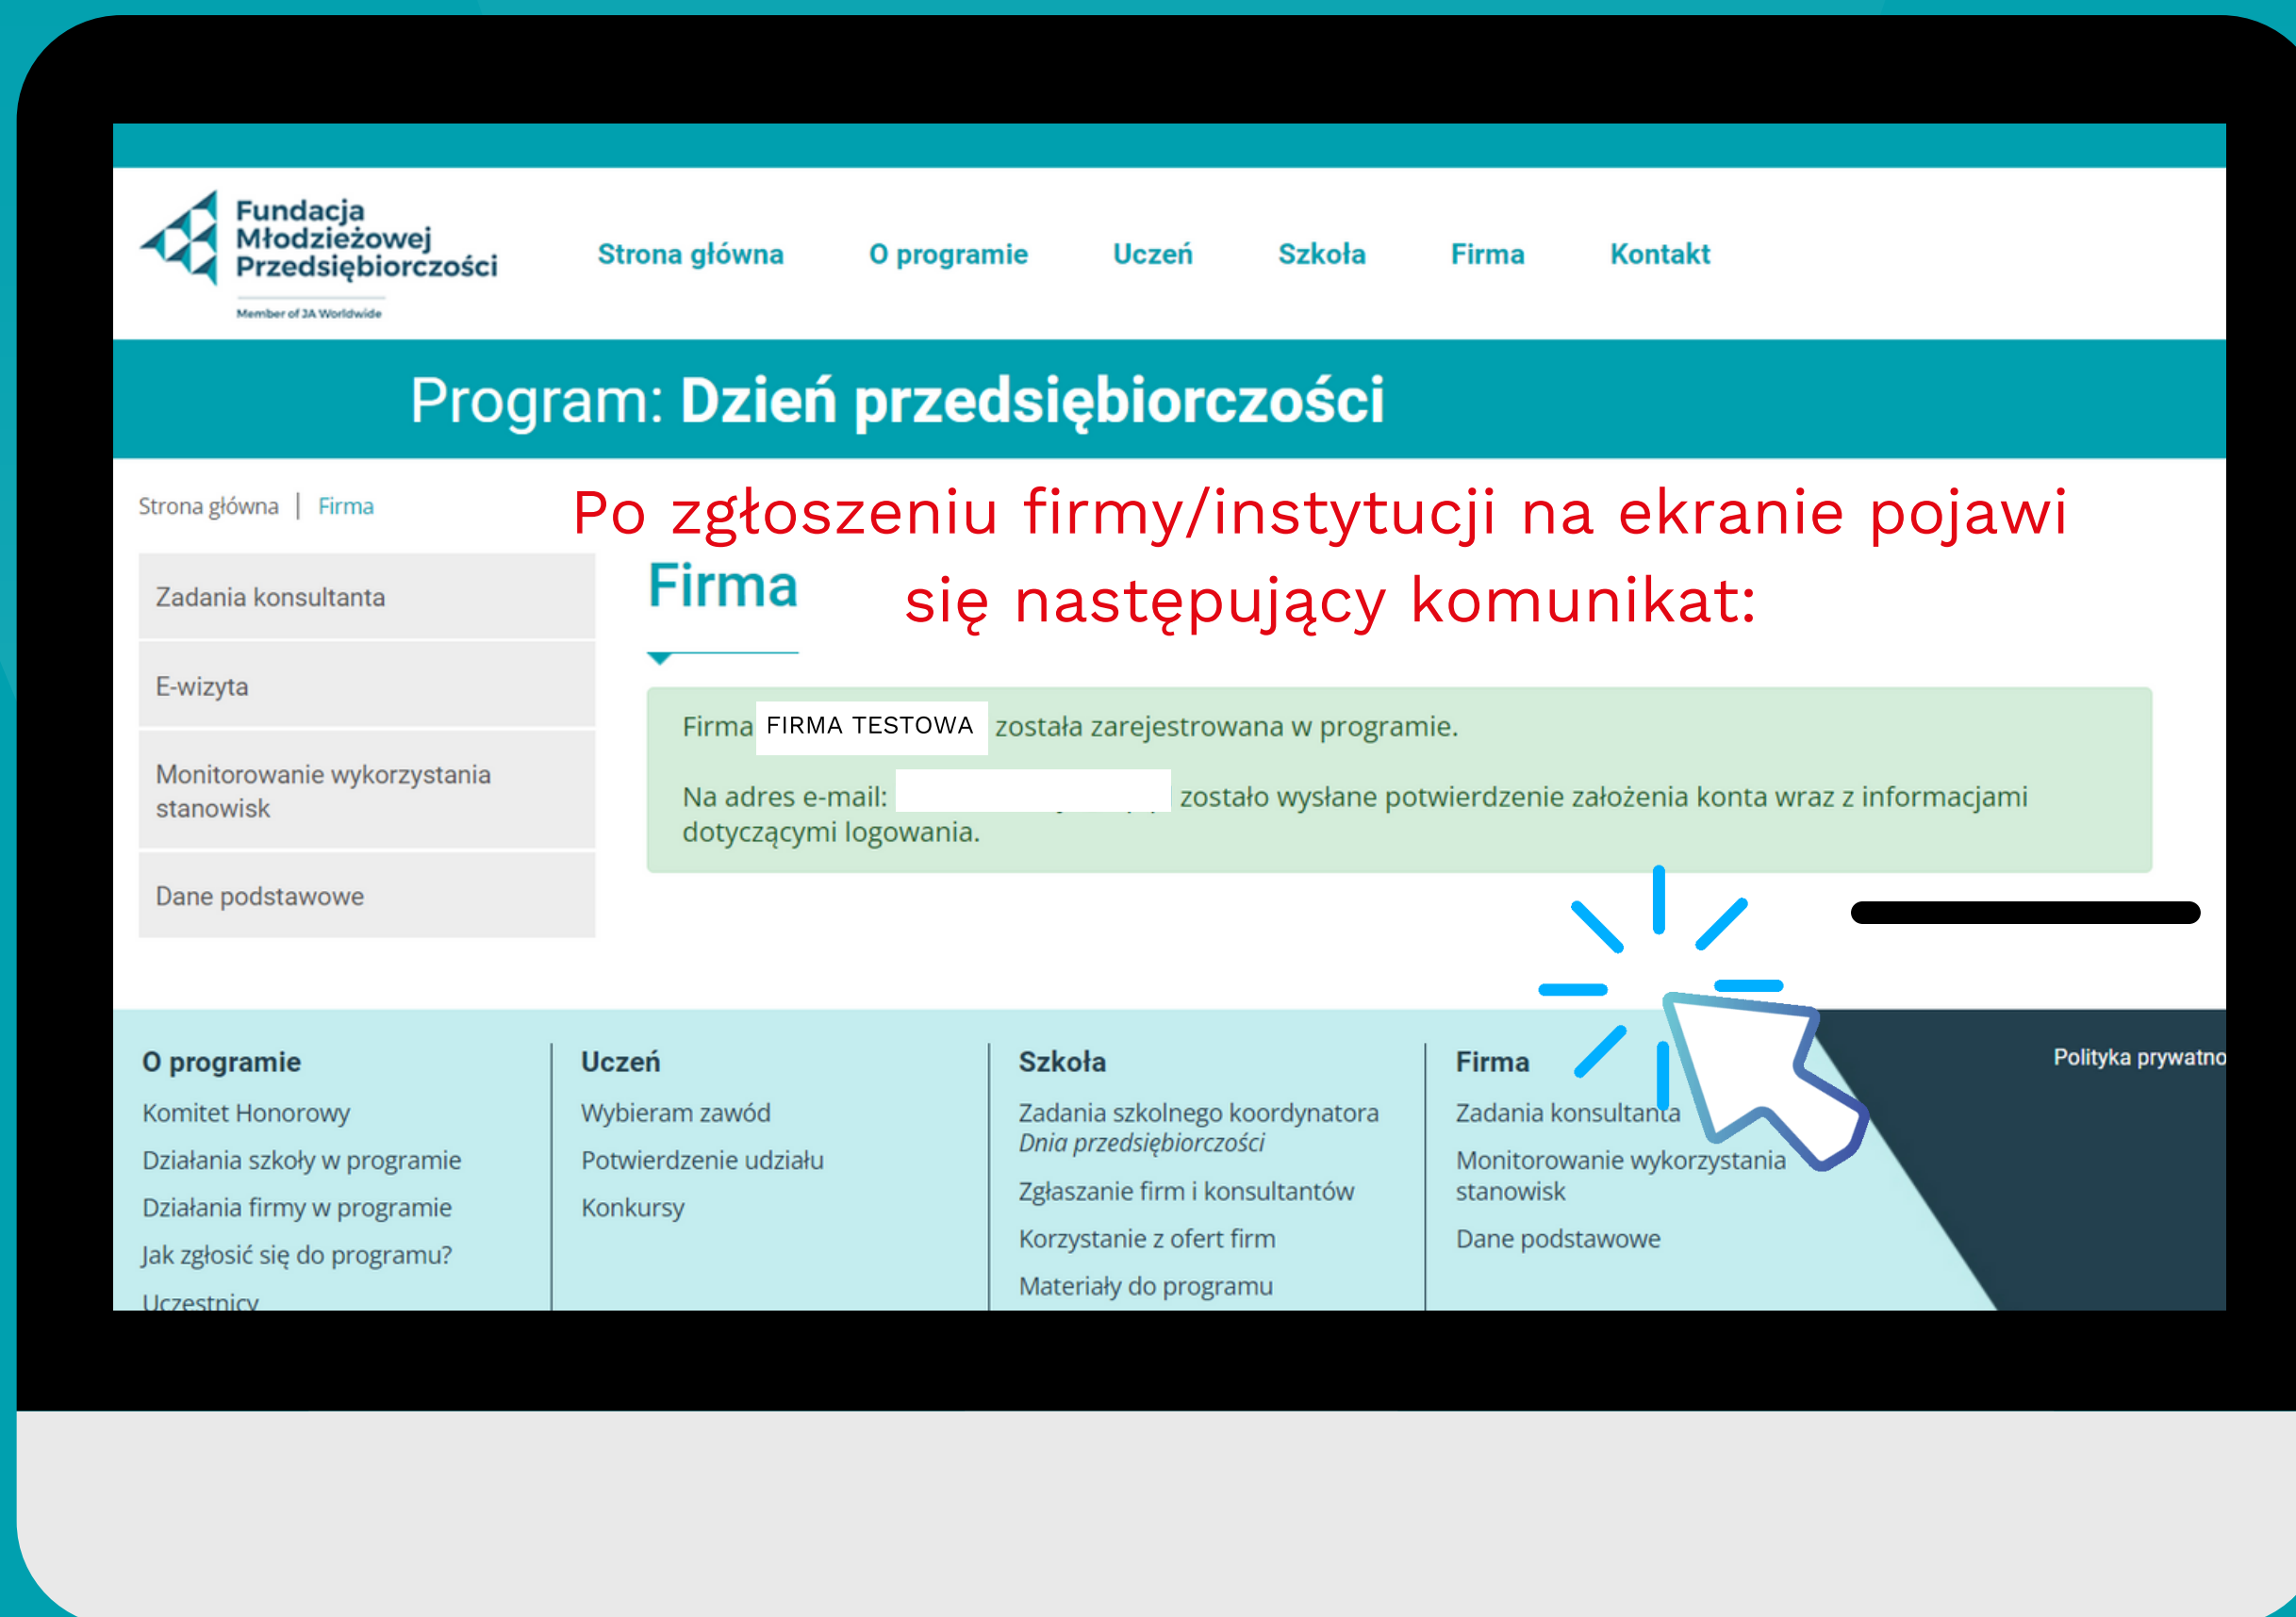 Fundacja
Młodzieżowej
Przedsiębiorczości
Member of JA Worldwide
Strona główna O programie Uczeń Szkoła Firma Kontakt
Program: Dzień przedsiębiorczości
Strona główna | Firma
Po zgłoszeniu firmy/instytucji na ekranie pojawi
się następujący komunikat:
Zadania konsultanta
E-wizyta
Monitorowanie wykorzystania
stanowisk
Dane podstawowe
Firma
Firma FIRMA TESTOWA została zarejestrowana w programie.
Na adres e-mail: zostało wysłane potwierdzenie założenia konta wraz z informacjami
dotyczącymi logowania.
O programie
Komitet Honorowy
Działania szkoły w programie
Działania firmy w programie
Jak zgłosić się do programu?
Uczestnicy
Uczeń
Wybieram zawód
Potwierdzenie udziału
Konkursy
Szkoła
Zadania szkolnego koordynatora
Dnia przedsiębiorczości
Zgłaszanie firm i konsultantów
Korzystanie z ofert firm
Materiały do programu
Firma
Zadania konsultanta
Monitorowanie wykorzystania
stanowisk
Dane podstawowe
Polityka prywatno